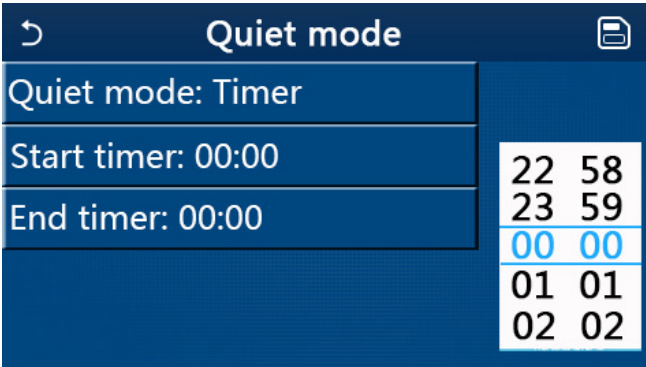 Quiet mode
Quiet mode: Timer
Start timer: 00:00
End timer: 00:00
22 58
23 59
00 00
01 01
02 02